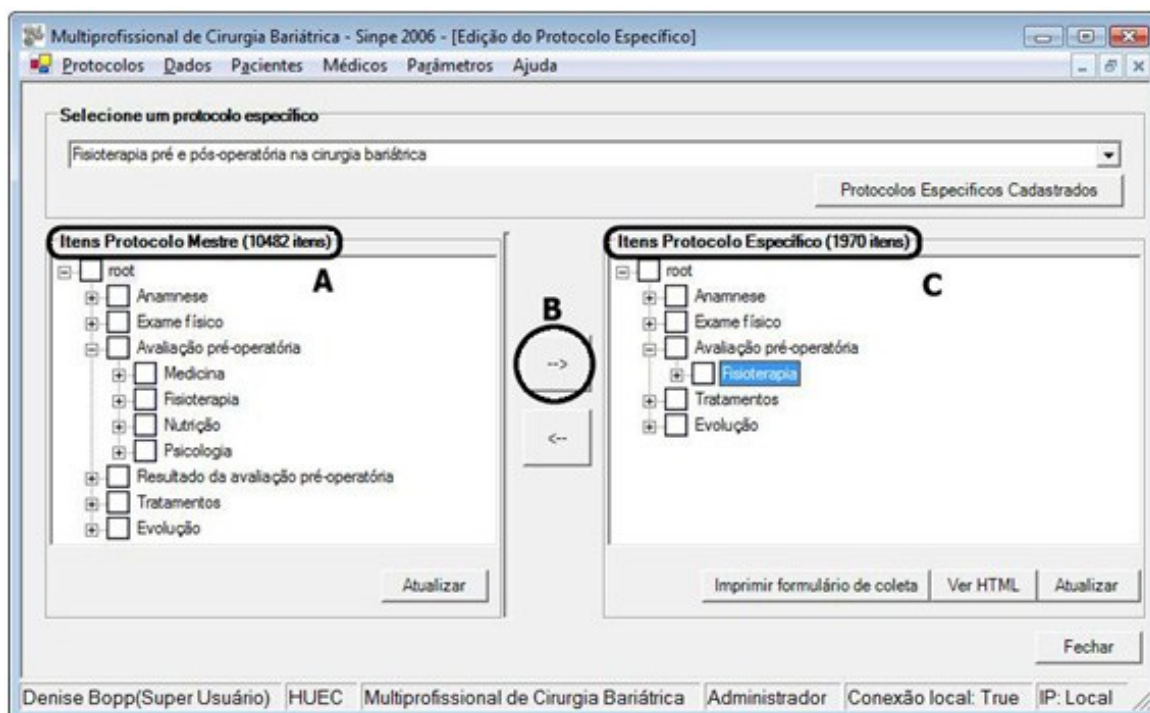 Multiprofissional de Cirurgia Bariátrica - Sinpe 2006 - [Edição do Protocolo Específico]
Protocolos Dados Pacientes Médicos Parâmetros Ajuda
Selecione um protocolo específico
Fisioterapia pré e pós-operatória na cirurgia bariátrica
Protocolos Especificos Cadastrados
Itens Protocolo Mestre (10482 itens)
A
root
Anamnese
Exame físico
Avaliação pré-operatória
Medicina
Fisioterapia
Nutrição
Psicologia
Resultado da avaliação pré-operatória
Tratamentos
Evolução
Atualizar
B
-->
<--
Itens Protocolo Específico (1970 itens)
C
root
Anamnese
Exame físico
Avaliação pré-operatória
Fisioterapia
Tratamentos
Evolução
Imprimir formulário de coleta Ver HTML Atualizar
Fechar
Denise Bopp(Super Usuário) HUEC Multiprofissional de Cirurgia Bariátrica Administrador Conexão local: True IP: Local